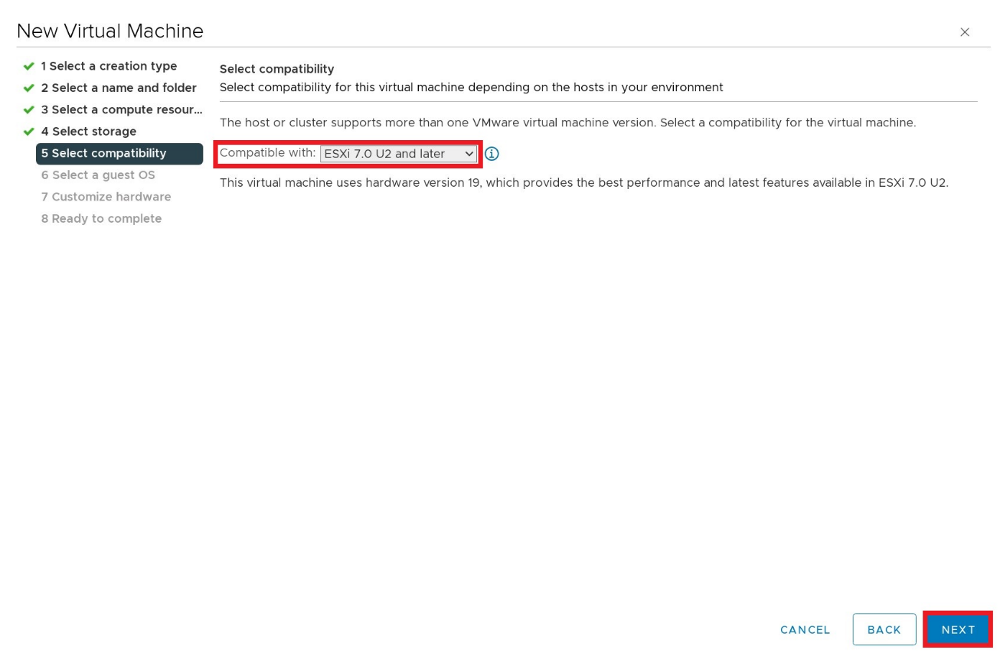 New Virtual Machine
1 Select a creation type
2 Select a name and folder
3 Select a compute resour...
4 Select storage
5 Select compatibility
6 Select a guest OS
7 Customize hardware
8 Ready to complete
Select compatibility
Select compatibility for this virtual machine depending on the hosts in your environment
The host or cluster supports more than one VMware virtual machine version. Select a compatibility for the virtual machine.
Compatible with: ESXi 7.0 U2 and later
This virtual machine uses hardware version 19, which provides the best performance and latest features available in ESXi 7.0 U2.
CANCEL BACK NEXT